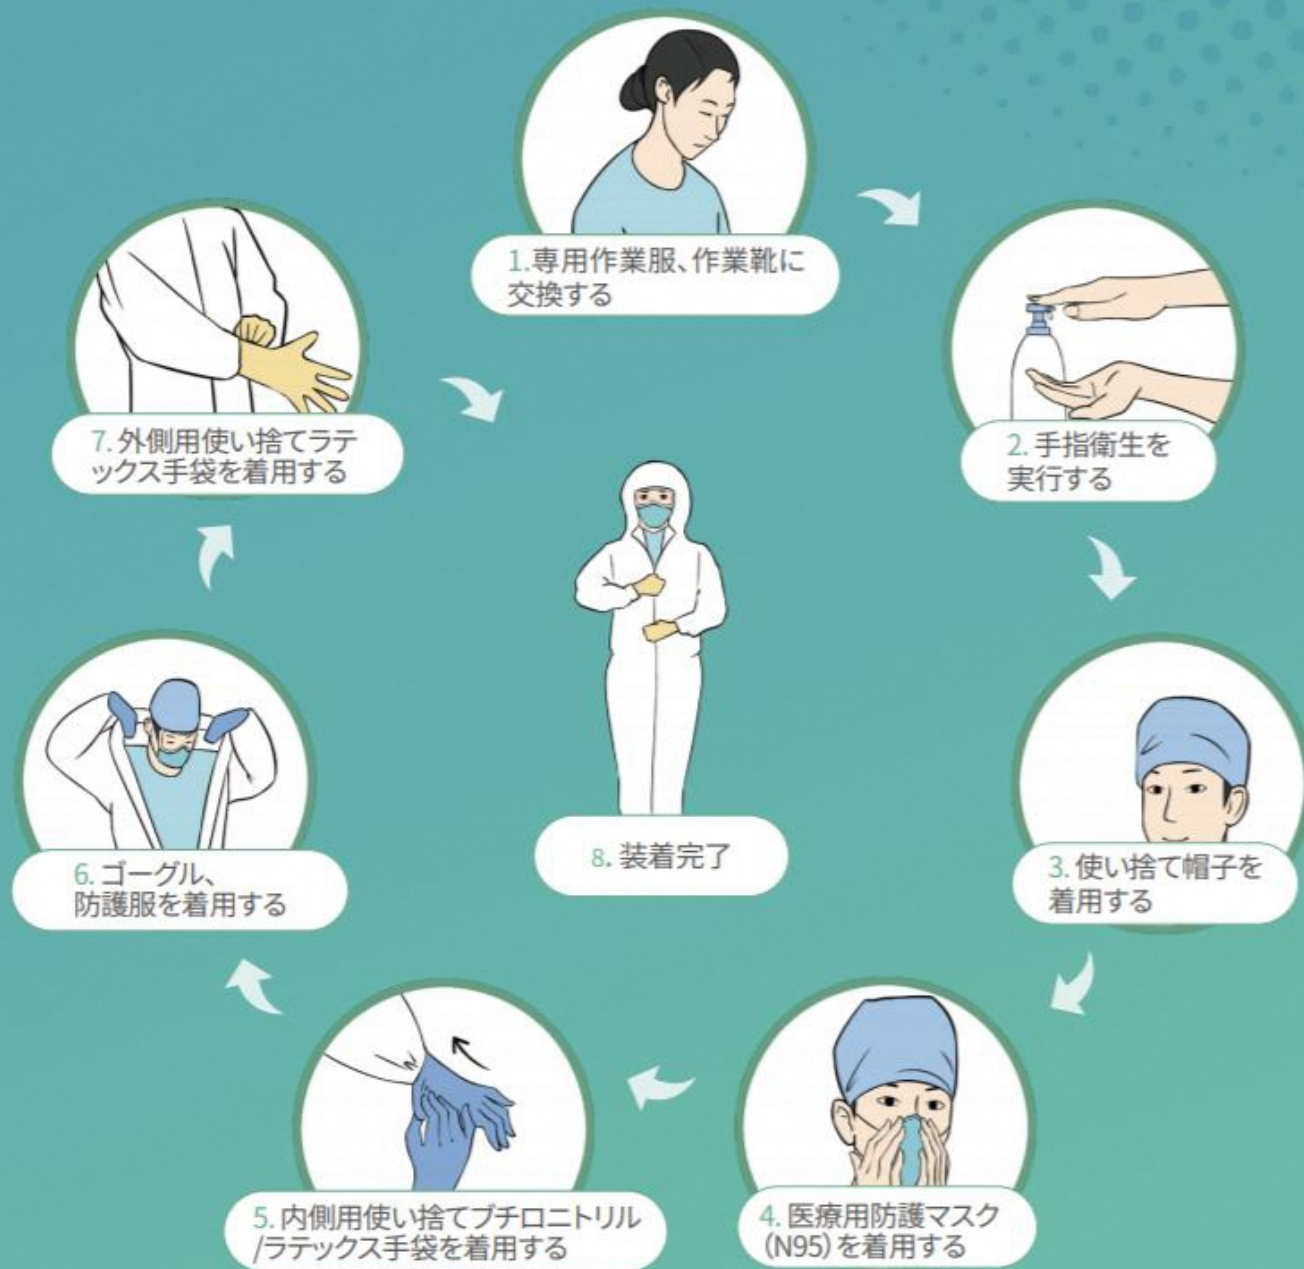 1.専用作業服、作業靴に
交換する
2. 手指衛生を
実行する
3. 使い捨て帽子を
着用する
4. 医療用防護マスク
(N95)を着用する
5. 内側用使い捨てブチロニトリル
/ラテックス手袋を着用する
6. ゴーグル、
防護服を着用する
7. 外側用使い捨てラテ
ックス手袋を着用する
8. 装着完了